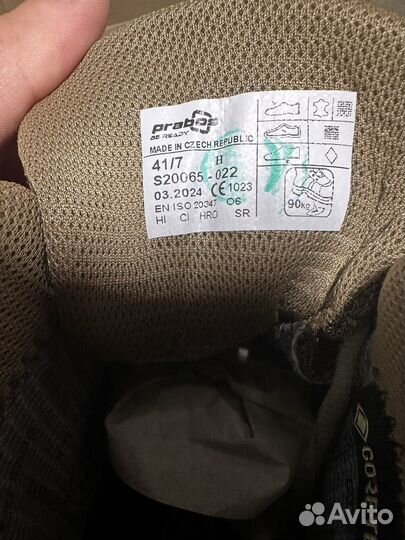 prabos
BE READY
MADE IN CZECH REPUBLIC
41/7 H
S20065-022
03.2024 CE 1023
EN ISO 20347 O6
HI CI HRO SR
90kg
GORE-TEX
Avito